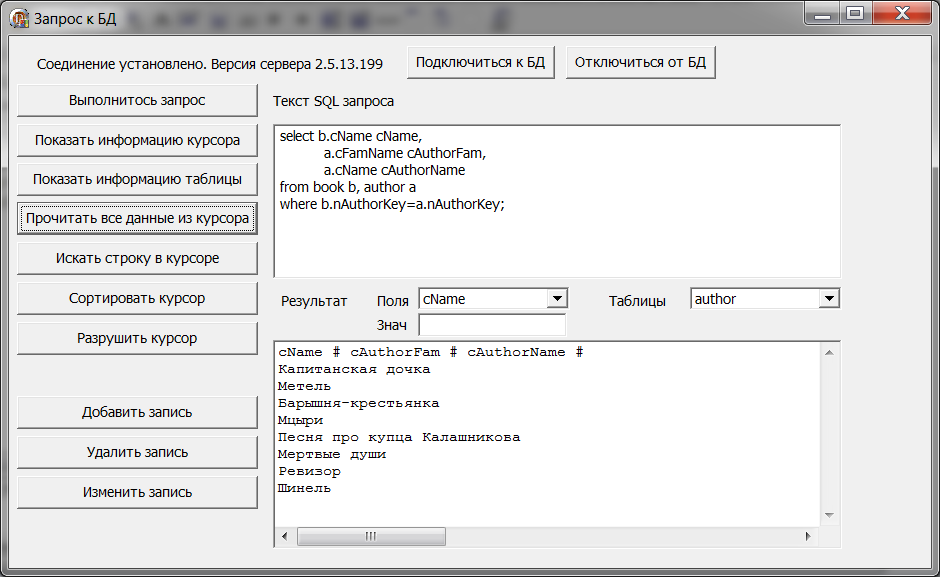 Запрос к БД
Соединение установлено. Версия сервера 2.5.13.199
Подключиться к БД
Отключиться от БД
Выполнитось запрос
Показать информацию курсора
Показать информацию таблицы
Прочитать все данные из курсора
Искать строку в курсоре
Сортировать курсор
Разрушить курсор
Добавить запись
Удалить запись
Изменить запись
Текст SQL запроса
select b.cName cName,
a.cFamName cAuthorFam,
a.cName cAuthorName
from book b, author a
where b.nAuthorKey=a.nAuthorKey;
Результат Поля cName Таблицы author
Знач
cName # cAuthorFam # cAuthorName #
Капитанская дочка
Метель
Барышня-крестьянка
Мцыри
Песня про купца Калашникова
Мертвые души
Ревизор
Шинель